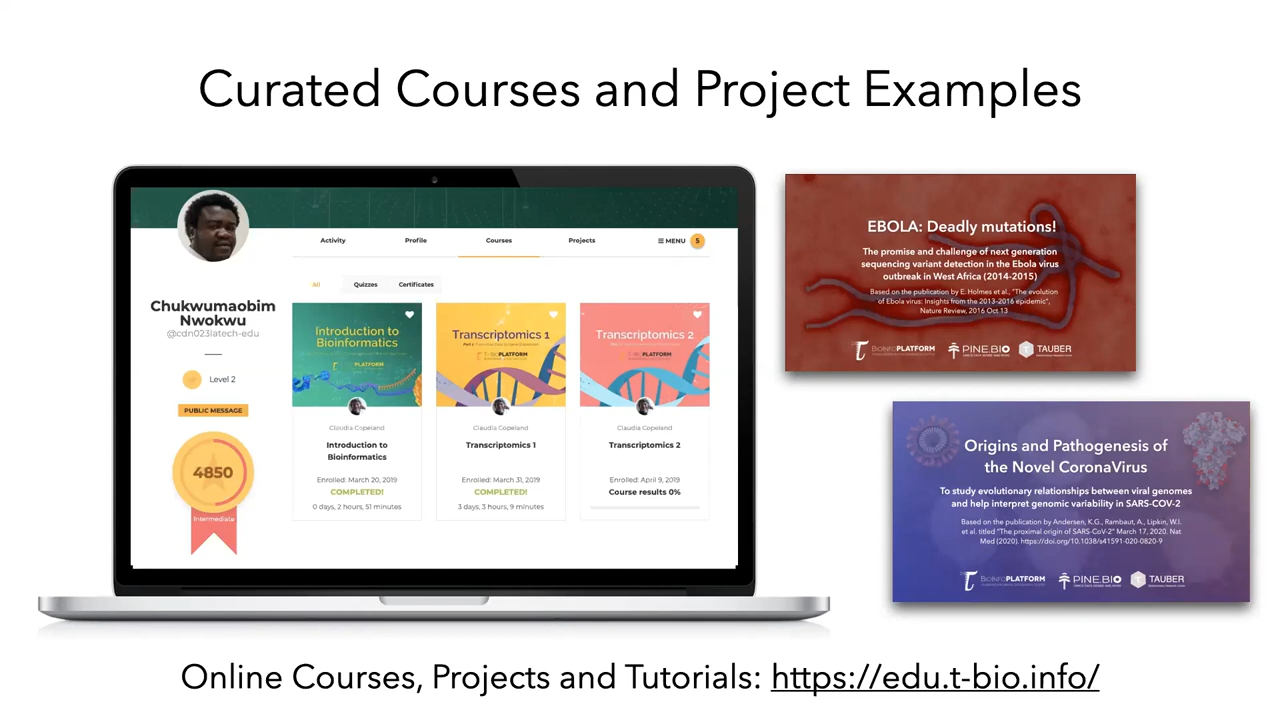 Curated Courses and Project Examples
Activity
Profile
Courses
Projects
MENU
5
All
Quizzes
Certificates
Chukwumaobim
Nwokwu
@cdn023latech-edu
Level 2
PUBLIC MESSAGE
4850
Intermediate
Introduction to
Bioinformatics
PLATFORM
Claudia Copeland
Introduction to
Bioinformatics
Enrolled: March 20, 2019
COMPLETED!
0 days, 2 hours, 51 minutes
Transcriptomics 1
PLATFORM
Claudia Copeland
Transcriptomics 1
Enrolled: March 31, 2019
COMPLETED!
3 days, 3 hours, 9 minutes
Transcriptomics 2
PLATFORM
Claudia Copeland
Transcriptomics 2
Enrolled: April 9, 2019
Course results 0%
EBOLA: Deadly mutations!
The promise and challenge of next generation
sequencing variant detection in the Ebola virus
outbreak in West Africa (2014-2015)
Based on the publication by E. Holmes et al., "The evolution
of Ebola virus: Insights from the 2013-2016 epidemic",
Nature Review, 2016 Oct 13
BIOINFOPLATFORM
PINE.BIO
TAUBER
Origins and Pathogenesis of
the Novel CoronaVirus
To study evolutionary relationships between viral genomes
and help interpret genomic variability in SARS-COV-2
Based on the publication by Andersen, K.G., Rambaut, A., Lipkin, W.I.
et al. titled "The proximal origin of SARS-CoV-2" March 17, 2020. Nat
Med (2020). https://doi.org/10.1038/s41591-020-0820-9
BIOINFOPLATFORM
PINE.BIO
TAUBER
Online Courses, Projects and Tutorials: https://edu.t-bio.info/